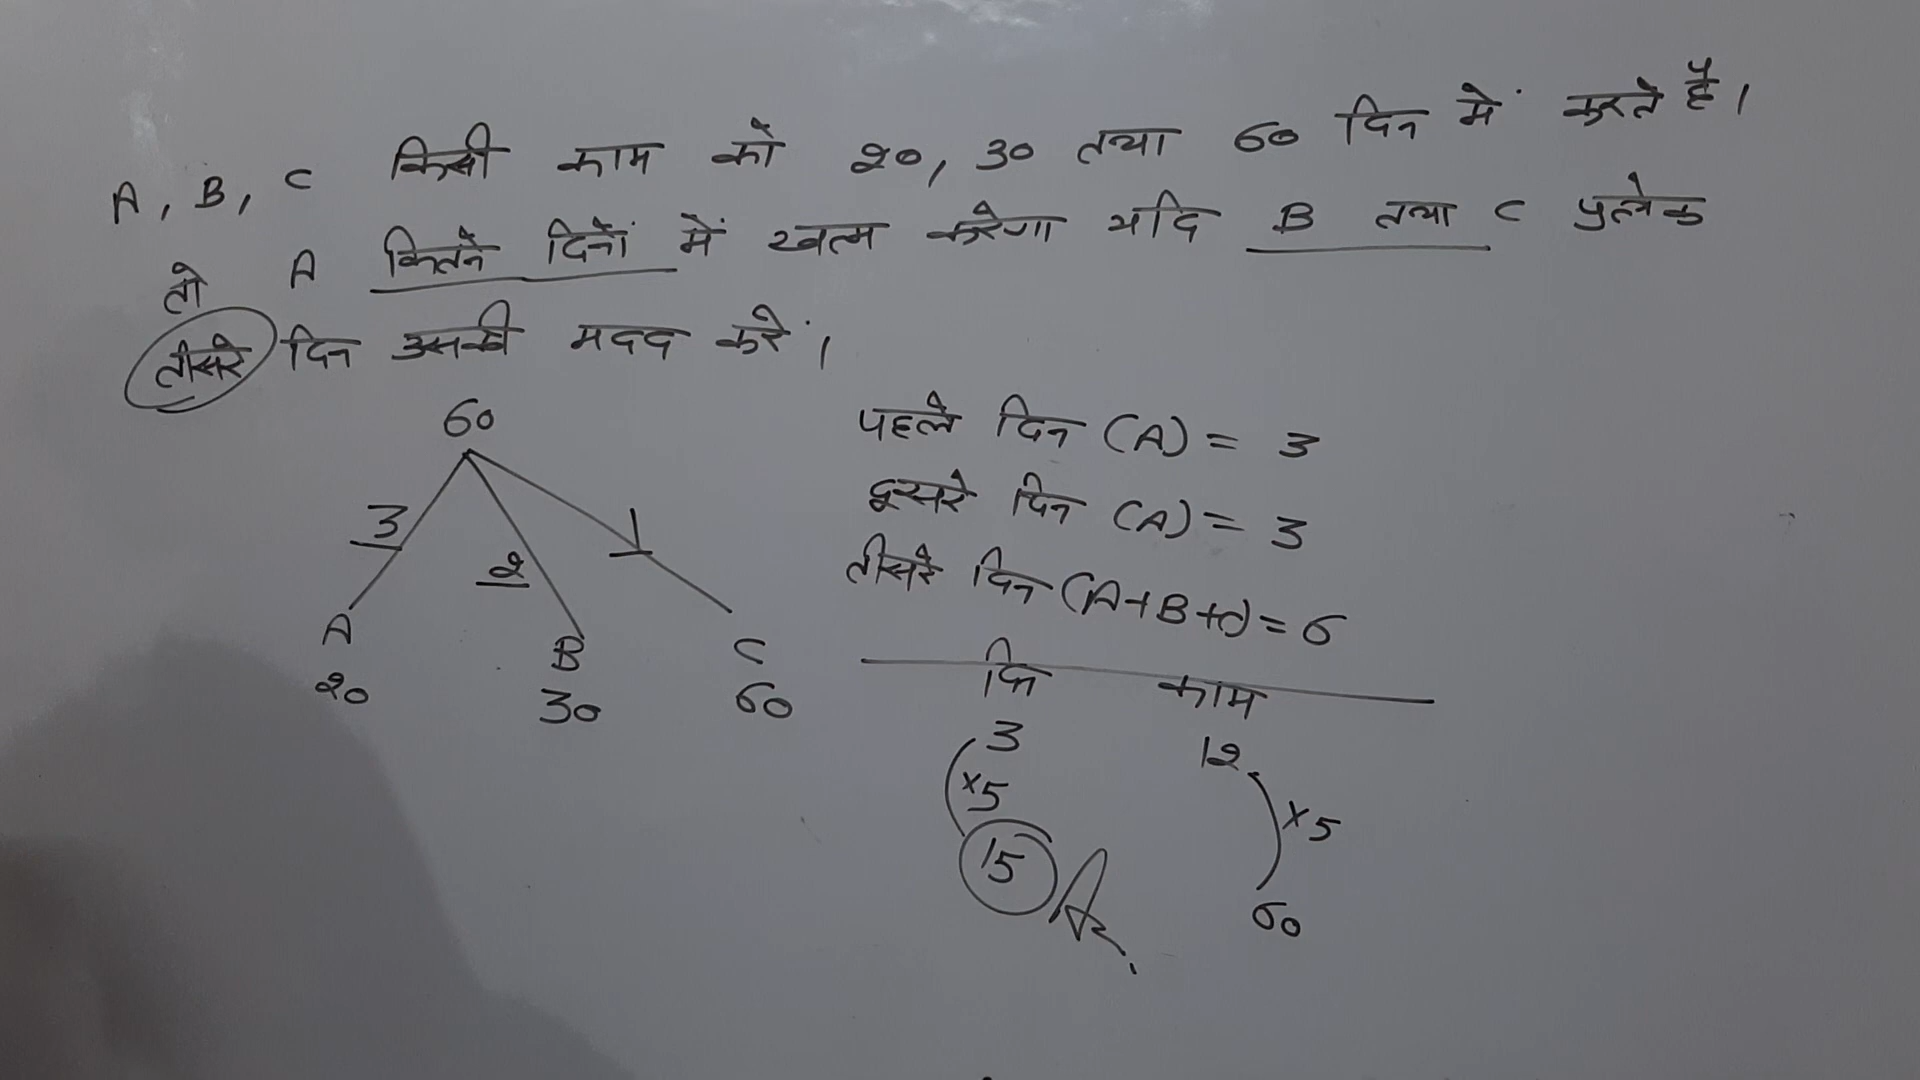 A, B, C किसी काम को 20, 30 तथा 60 दिन में करते हैं।
तो A कितने दिनों में खत्म करेगा यदि B तथा C प्रत्येक
तीसरे दिन उसकी मदद करें।
60
3
2
1
A
B
C
20
30
60
पहले दिन (A) = 3
दूसरे दिन (A) = 3
तीसरे दिन (A+B+C) = 6
दिन काम
3 12
×5 ×5
15 Ans.
60